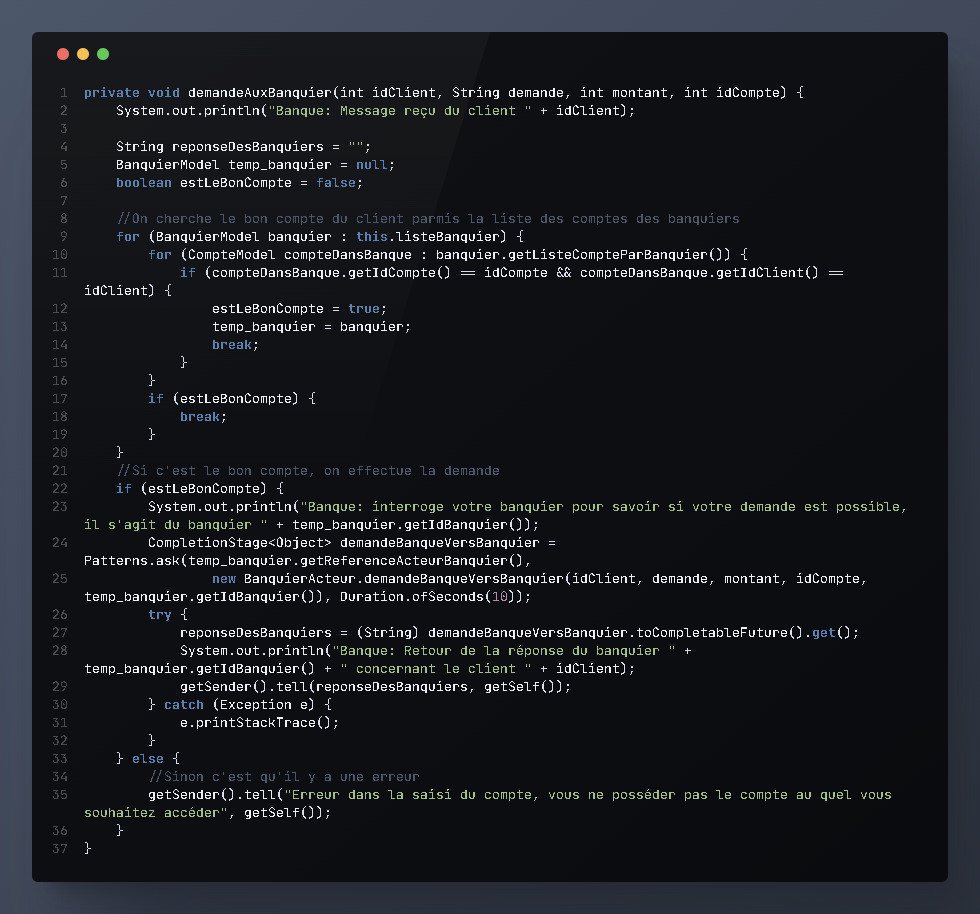 1 private void demandeAuxBanquier(int idClient, String demande, int montant, int idCompte) {
2 System.out.println("Banque: Message reçu du client " + idClient);
3
4 String reponseDesBanquiers = "";
5 BanquierModel temp_banquier = null;
6 boolean estLeBonCompte = false;
7
8 //On cherche le bon compte du client parmis la liste des comptes des banquiers
9 for (BanquierModel banquier : this.listeBanquier) {
10 for (CompteModel compteDansBanque : banquier.getListeCompteParBanquier()) {
11 if (compteDansBanque.getIdCompte() == idCompte && compteDansBanque.getIdClient() ==
idClient) {
12 estLeBonCompte = true;
13 temp_banquier = banquier;
14 break;
15 }
16 }
17 if (estLeBonCompte) {
18 break;
19 }
20 }
21 //Si c'est le bon compte, on effectue la demande
22 if (estLeBonCompte) {
23 System.out.println("Banque: interroge votre banquier pour savoir si votre demande est possible,
il s'agit du banquier " + temp_banquier.getIdBanquier());
24 CompletionStage<Object> demandeBanqueVersBanquier =
Patterns.ask(temp_banquier.getReferenceActeurBanquier(),
25 new BanquierActeur.demandeBanqueVersBanquier(idClient, demande, montant, idCompte,
temp_banquier.getIdBanquier()), Duration.ofSeconds(10));
26 try {
27 reponseDesBanquiers = (String) demandeBanqueVersBanquier.toCompletableFuture().get();
28 System.out.println("Banque: Retour de la réponse du banquier " +
temp_banquier.getIdBanquier() + " concernant le client " + idClient);
29 getSender().tell(reponseDesBanquiers, getSelf());
30 } catch (Exception e) {
31 e.printStackTrace();
32 }
33 } else {
34 //Sinon c'est qu'il y a une erreur
35 getSender().tell("Erreur dans la saisi du compte, vous ne posséder pas le compte au quel vous
souhaitez accéder", getSelf());
36 }
37 }